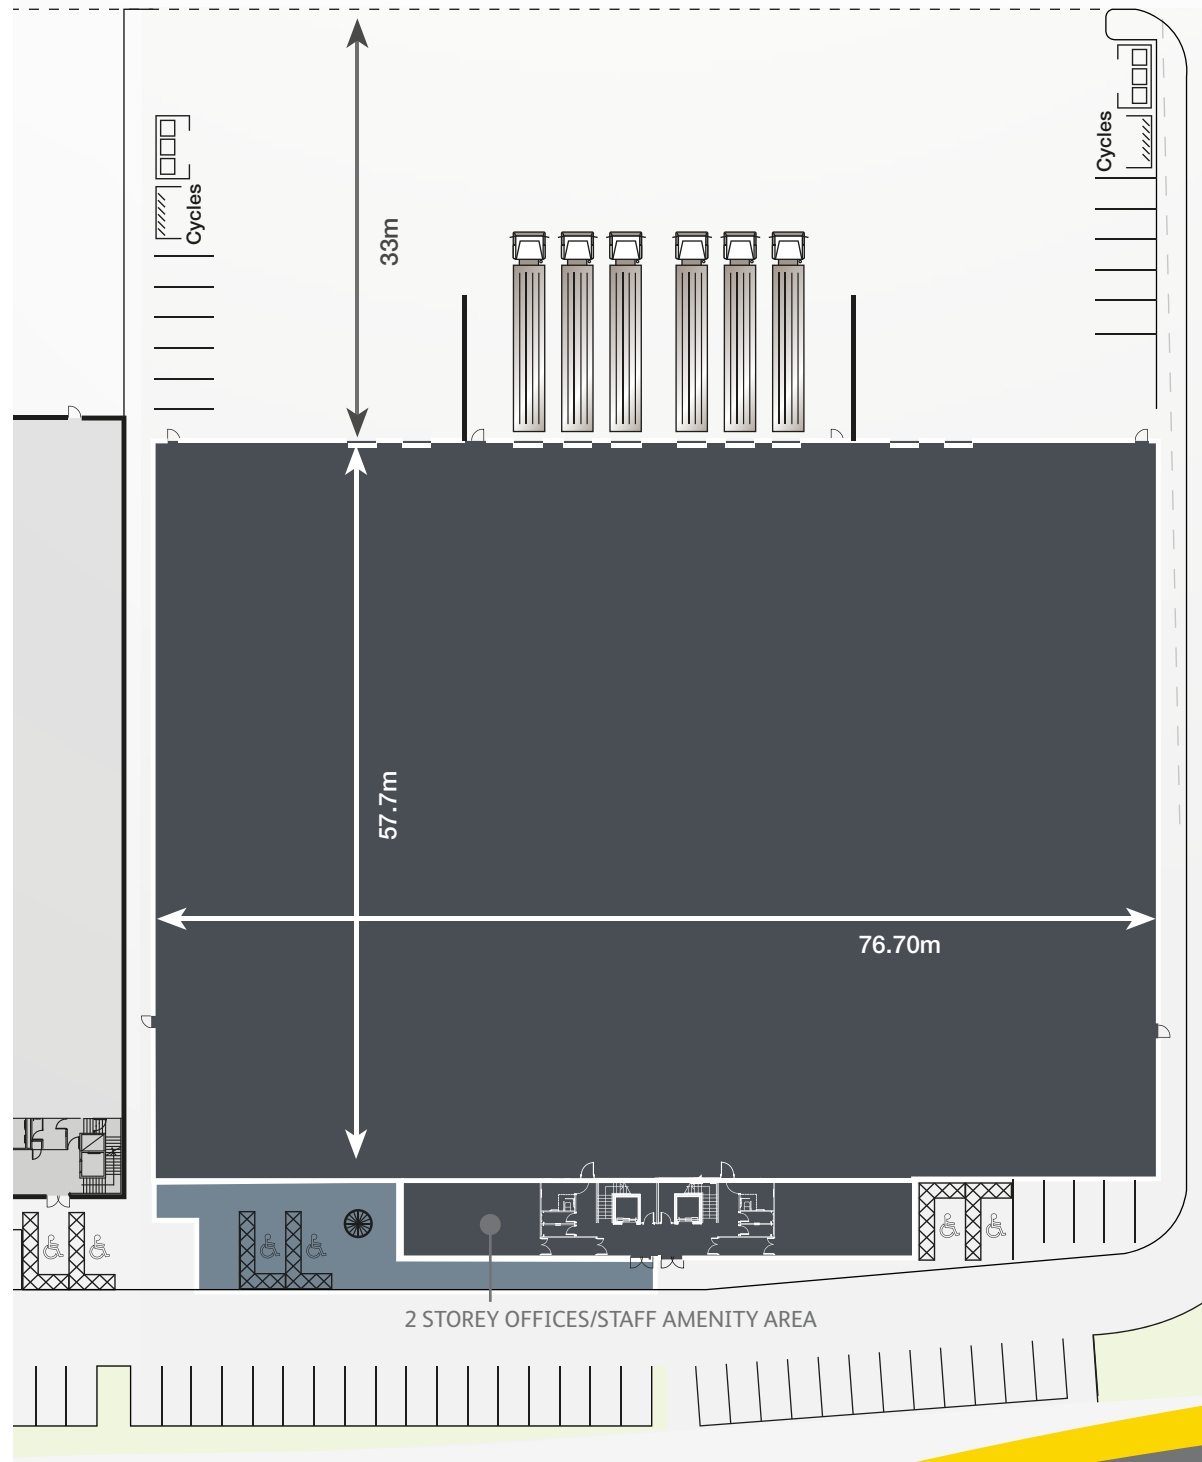 Cycles
Cycles
33m
57.7m
76.70m
2 STOREY OFFICES/STAFF AMENITY AREA